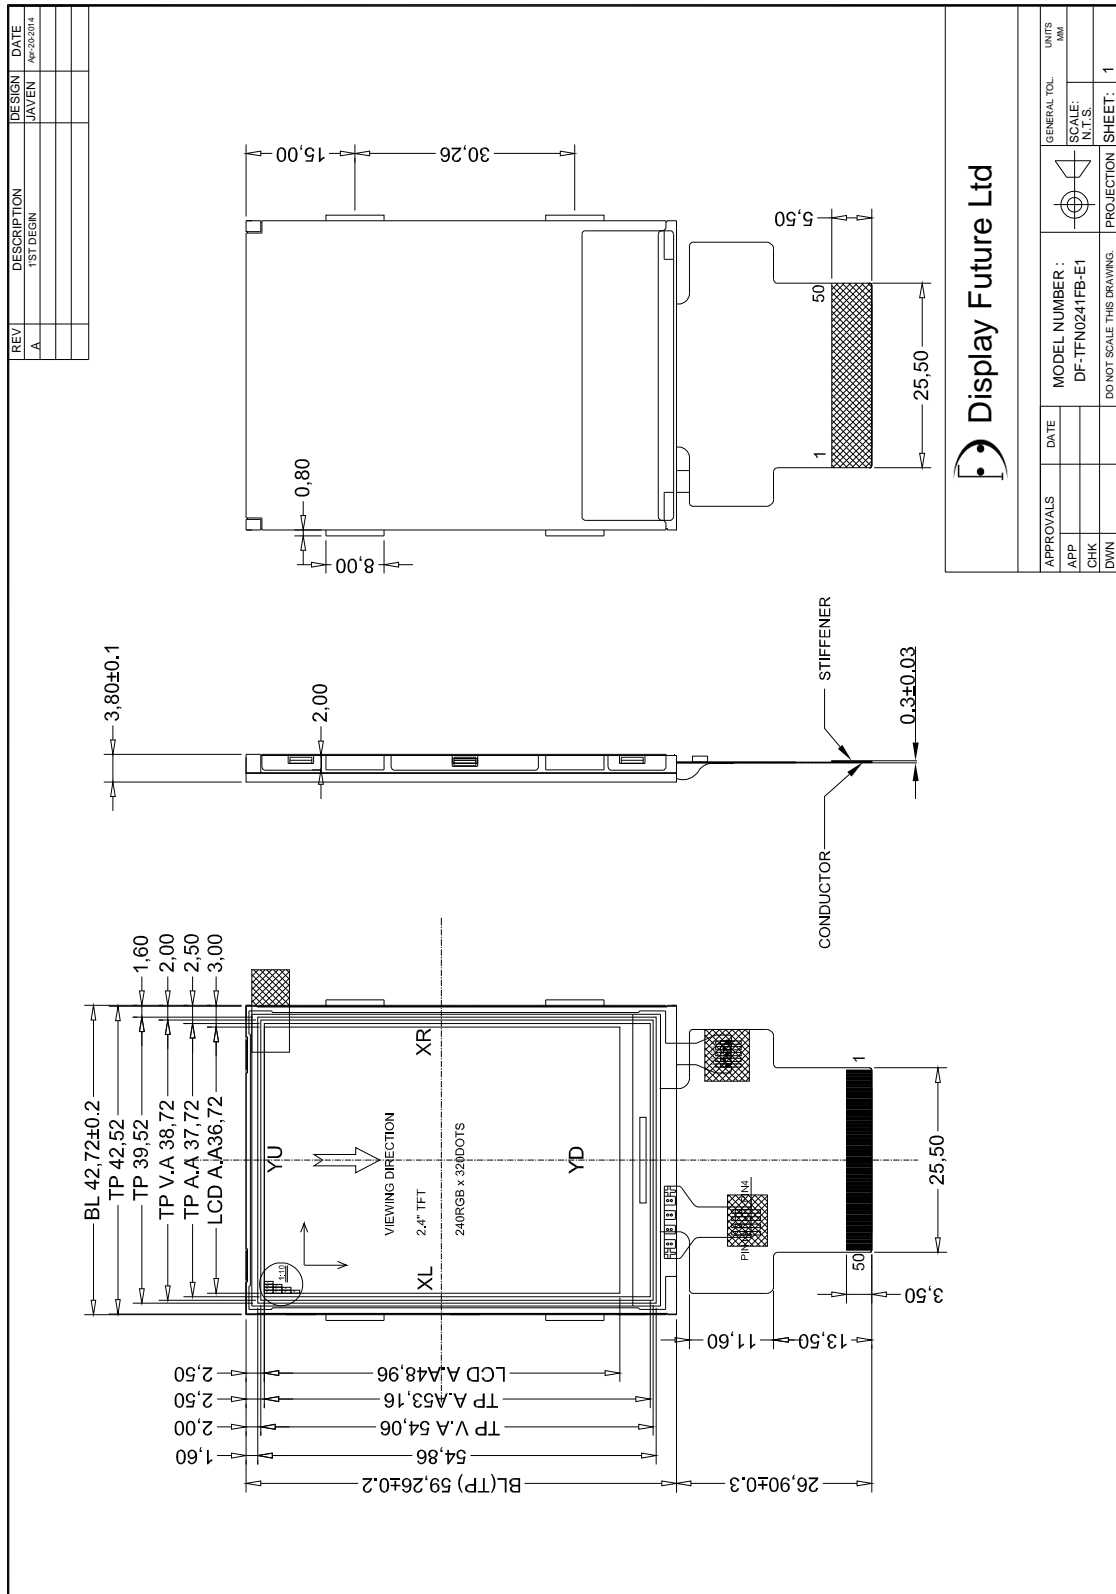 REV
DESCRIPTION
DESIGN
DATE
A
1'ST DEGIN
JAVEN
Apr-20-2014
15,00
30,26
5,50
50
1
25,50
0,80
8,00
3,80±0.1
2,00
STIFFENER
0.3±0.03
CONDUCTOR
1,60
2,00
2,50
3,00
BL 42,72±0.2
TP 42,52
TP 39,52
TP V.A 38,72
TP A.A 37,72
LCD A.A36,72
XR
YU
VIEWING DIRECTION
2.4" TFT
240RGB x 320DOTS
YD
XL
1:10
PIN4
1
50
25,50
3,50
11,60
13,50
2,50
LCD A.A48,96
2,50
TP A.A53,16
2,00
TP V.A 54,06
1,60
54,86
BL(TP) 59,26±0.2
26,90±0.3
Display Future Ltd
APPROVALS
DATE
APP
CHK
DWN
MODEL NUMBER :
DF-TFN0241FB-E1
DO NOT SCALE THIS DRAWING.
PROJECTION
GENERAL TOL.
UNITS
MM
SCALE:
N.T.S.
SHEET: 1